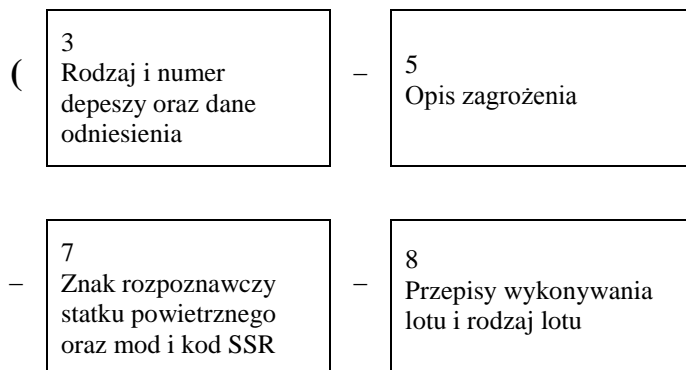 (
3
Rodzaj i numer
depeszy oraz dane
odniesienia
–
5
Opis zagrożenia
–
7
Znak rozpoznawczy
statku powietrznego
oraz mod i kod SSR
–
8
Przepisy wykonywania
lotu i rodzaj lotu